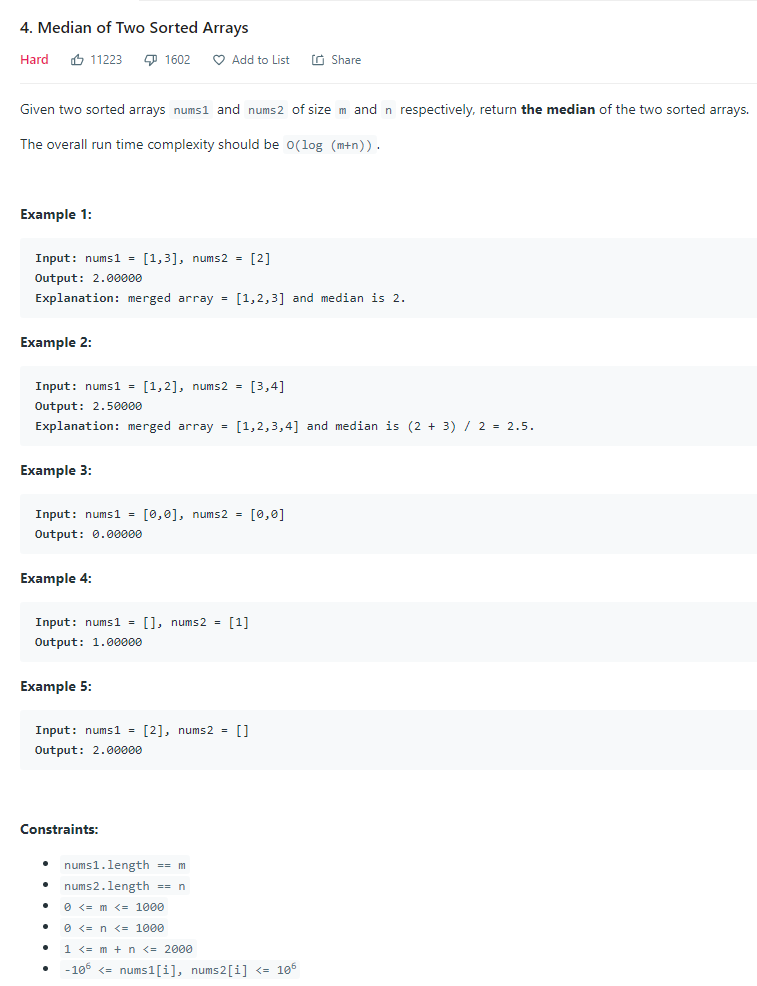 4. Median of Two Sorted Arrays
Hard 11223 1602 Add to List Share
Given two sorted arrays nums1 and nums2 of size m and n respectively, return the median of the two sorted arrays.
The overall run time complexity should be O(log (m+n)).
Example 1:
Input: nums1 = [1,3], nums2 = [2]
Output: 2.00000
Explanation: merged array = [1,2,3] and median is 2.
Example 2:
Input: nums1 = [1,2], nums2 = [3,4]
Output: 2.50000
Explanation: merged array = [1,2,3,4] and median is (2 + 3) / 2 = 2.5.
Example 3:
Input: nums1 = [0,0], nums2 = [0,0]
Output: 0.00000
Example 4:
Input: nums1 = [], nums2 = [1]
Output: 1.00000
Example 5:
Input: nums1 = [2], nums2 = []
Output: 2.00000
Constraints:
• nums1.length == m
• nums2.length == n
• 0 <= m <= 1000
• 0 <= n <= 1000
• 1 <= m + n <= 2000
• -10⁶ <= nums1[i], nums2[i] <= 10⁶